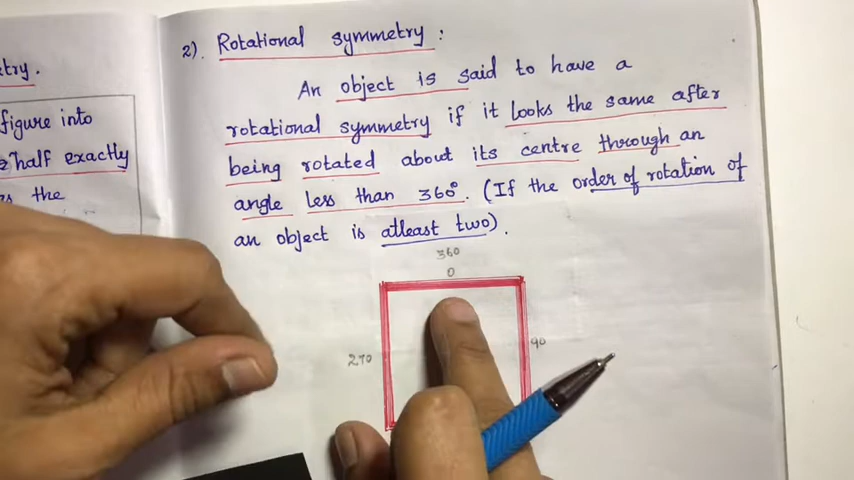 try.
figure into
half exactly
the
2). Rotational symmetry :
An object is said to have a
rotational symmetry if it looks the same after
being rotated about its centre through an
angle less than 360°. (If the order of rotation of
an object is atleast two).
360
0
270
90